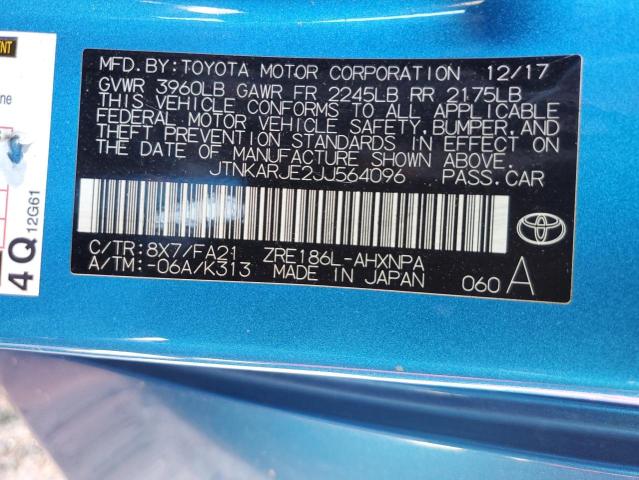 MFD. BY: TOYOTA MOTOR CORPORATION 12/17
GVWR 3960LB GAWR FR 2245LB RR 2175LB
THIS VEHICLE CONFORMS TO ALL APPLICABLE
FEDERAL MOTOR VEHICLE SAFETY, BUMPER, AND
THEFT PREVENTION STANDARDS IN EFFECT ON
THE DATE OF MANUFACTURE SHOWN ABOVE.
JTNKARJE2JJ564096 PASS. CAR
C/TR: 8X7/FA21 ZRE186L-AHXNPA
A/TM: -06A/K313 MADE IN JAPAN 060 A
4Q 12G61